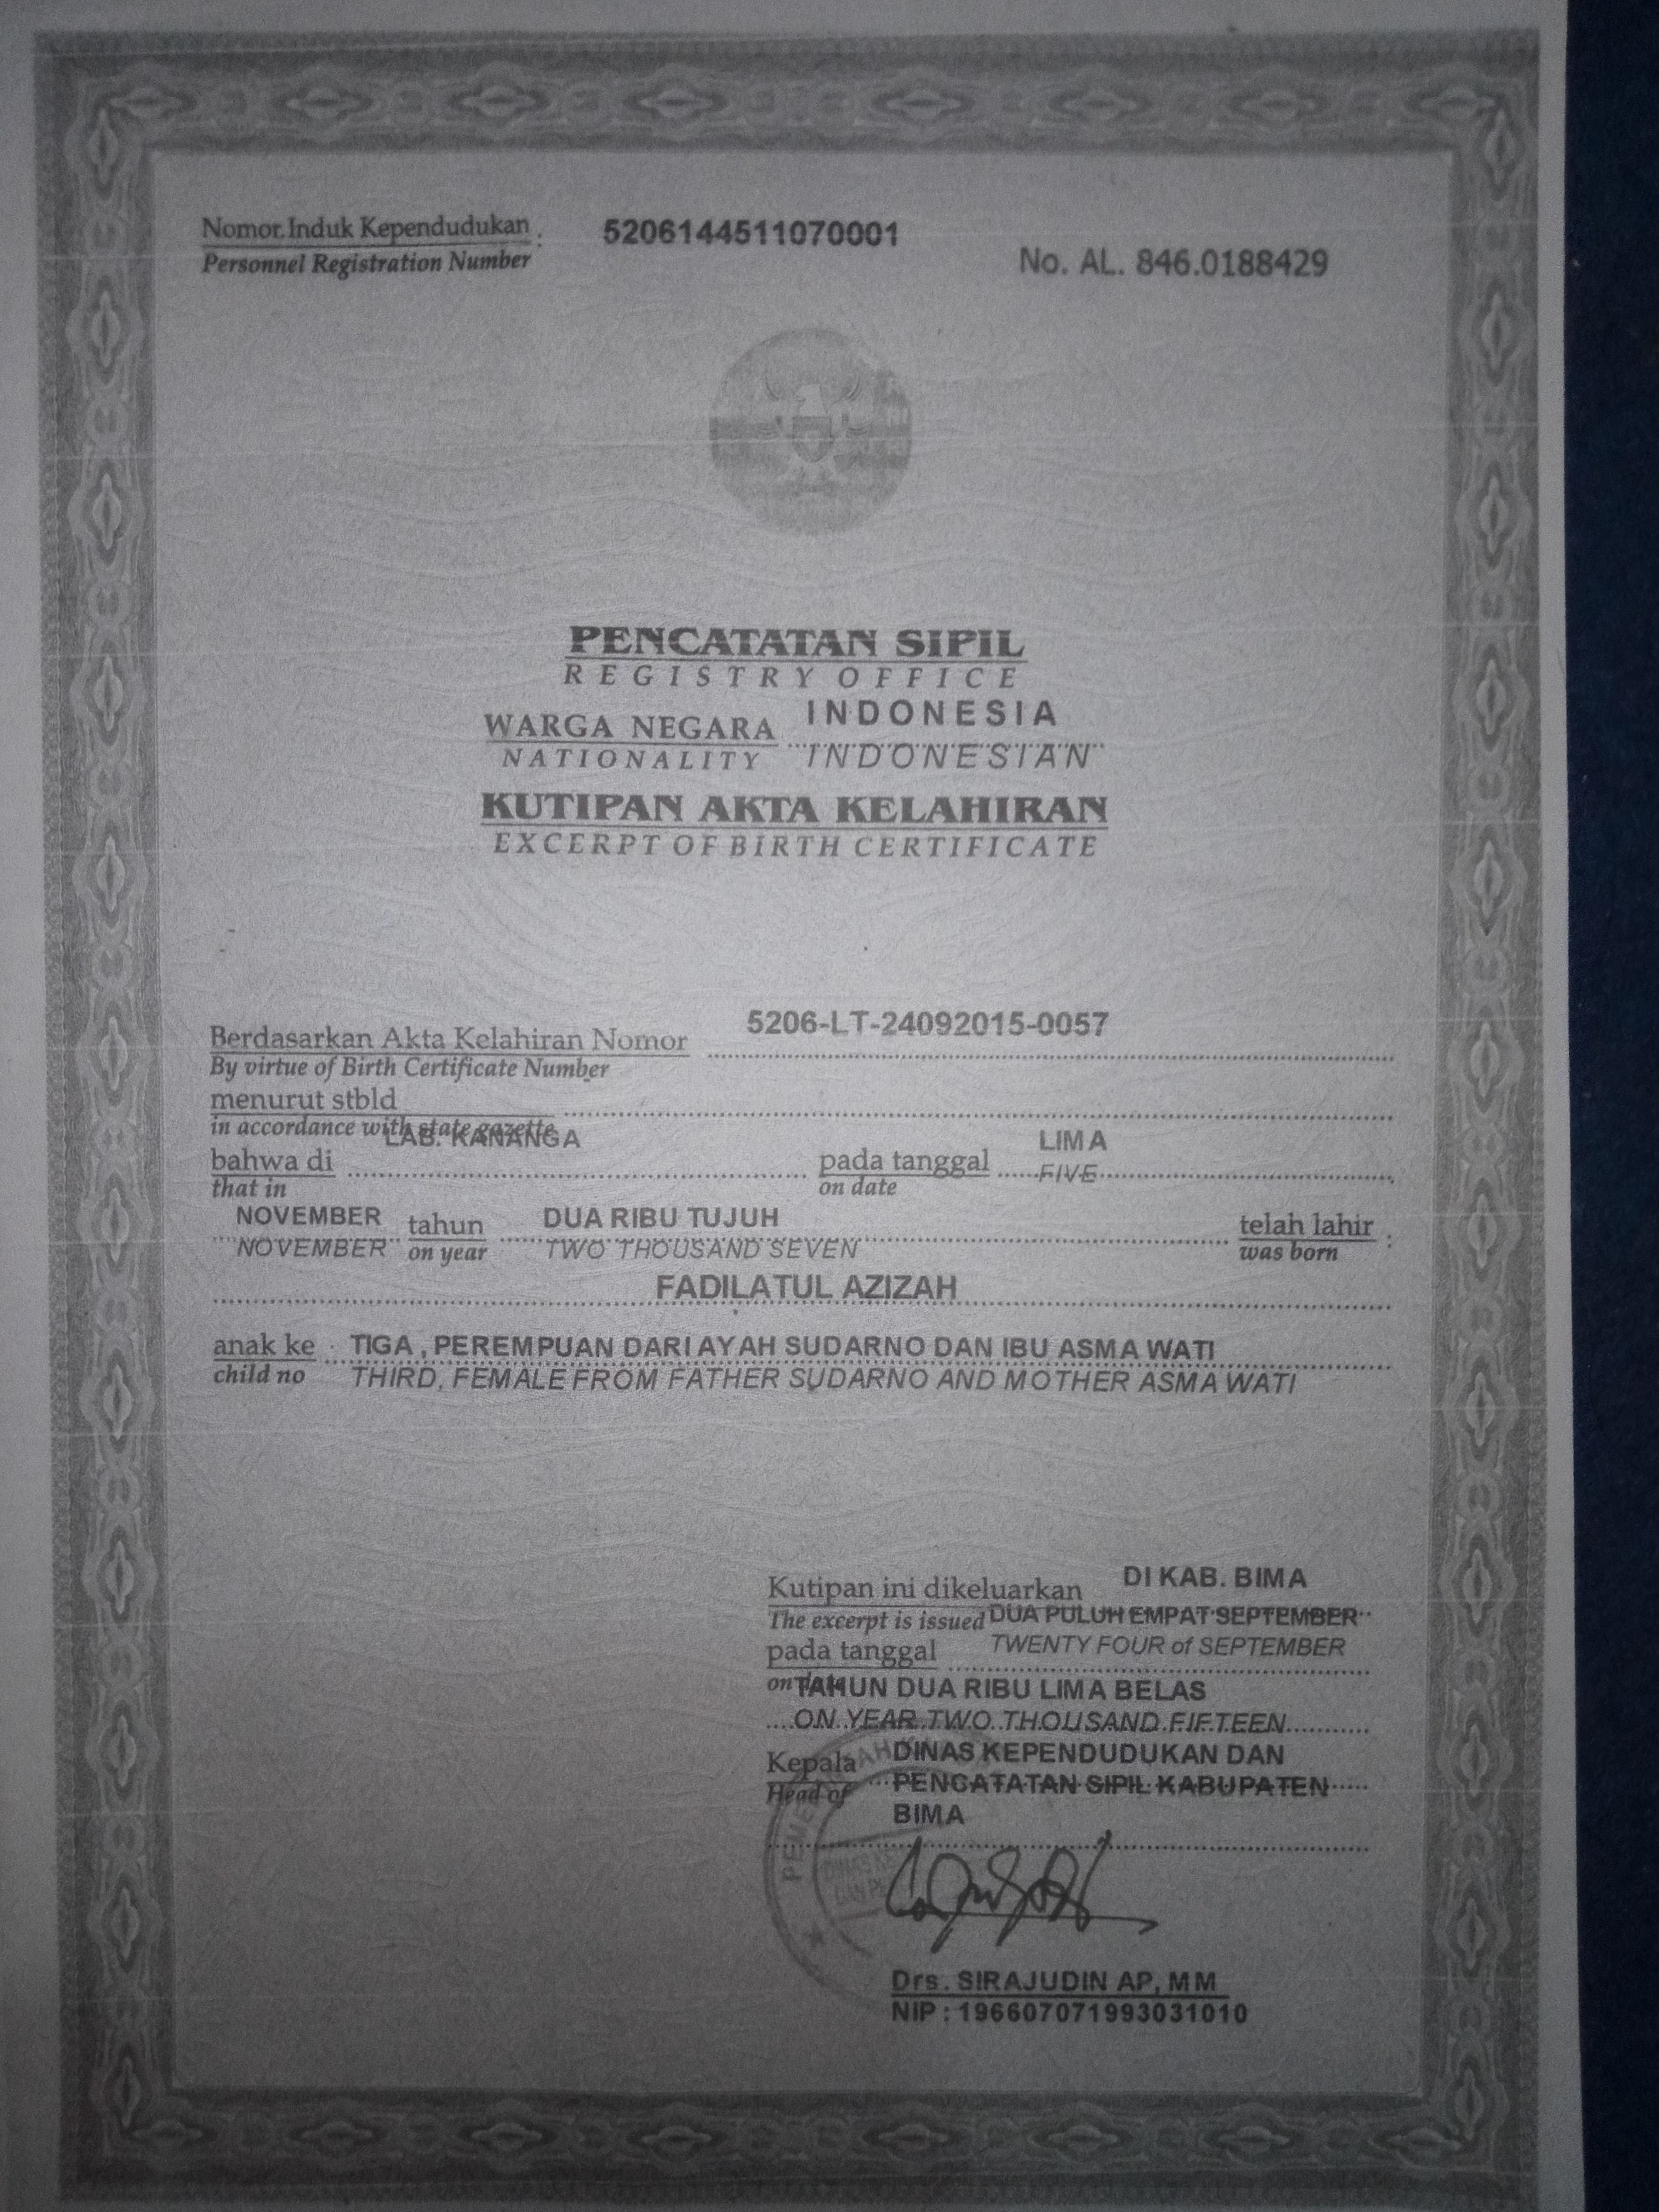 Nomor Induk Kependudukan : 5206144511070001
Personnel Registration Number
No. AL. 846.0188429
PENCATATAN SIPIL
REGISTRY OFFICE
WARGA NEGARA INDONESIA
NATIONALITY INDONESIAN
KUTIPAN AKTA KELAHIRAN
EXCERPT OF BIRTH CERTIFICATE
Berdasarkan Akta Kelahiran Nomor 5206-LT-24092015-0057
By virtue of Birth Certificate Number
menurut stbld
in accordance with state gazette
LAB. KANANGA LIMA
bahwa di pada tanggal FIVE
that in on date
NOVEMBER tahun DUA RIBU TUJUH telah lahir :
NOVEMBER on year TWO THOUSAND SEVEN was born
FADILATUL AZIZAH
anak ke TIGA , PEREMPUAN DARI AYAH SUDARNO DAN IBU ASMA WATI
child no THIRD, FEMALE FROM FATHER SUDARNO AND MOTHER ASMA WATI
Kutipan ini dikeluarkan DI KAB. BIMA
The excerpt is issued DUA PULUH EMPAT SEPTEMBER
pada tanggal TWENTY FOUR of SEPTEMBER
on date TAHUN DUA RIBU LIMA BELAS
ON YEAR TWO THOUSAND FIFTEEN
Kepala DINAS KEPENDUDUKAN DAN
Head of PENCATATAN SIPIL KABUPATEN
BIMA
Drs. SIRAJUDIN AP, MM
NIP : 196607071993031010